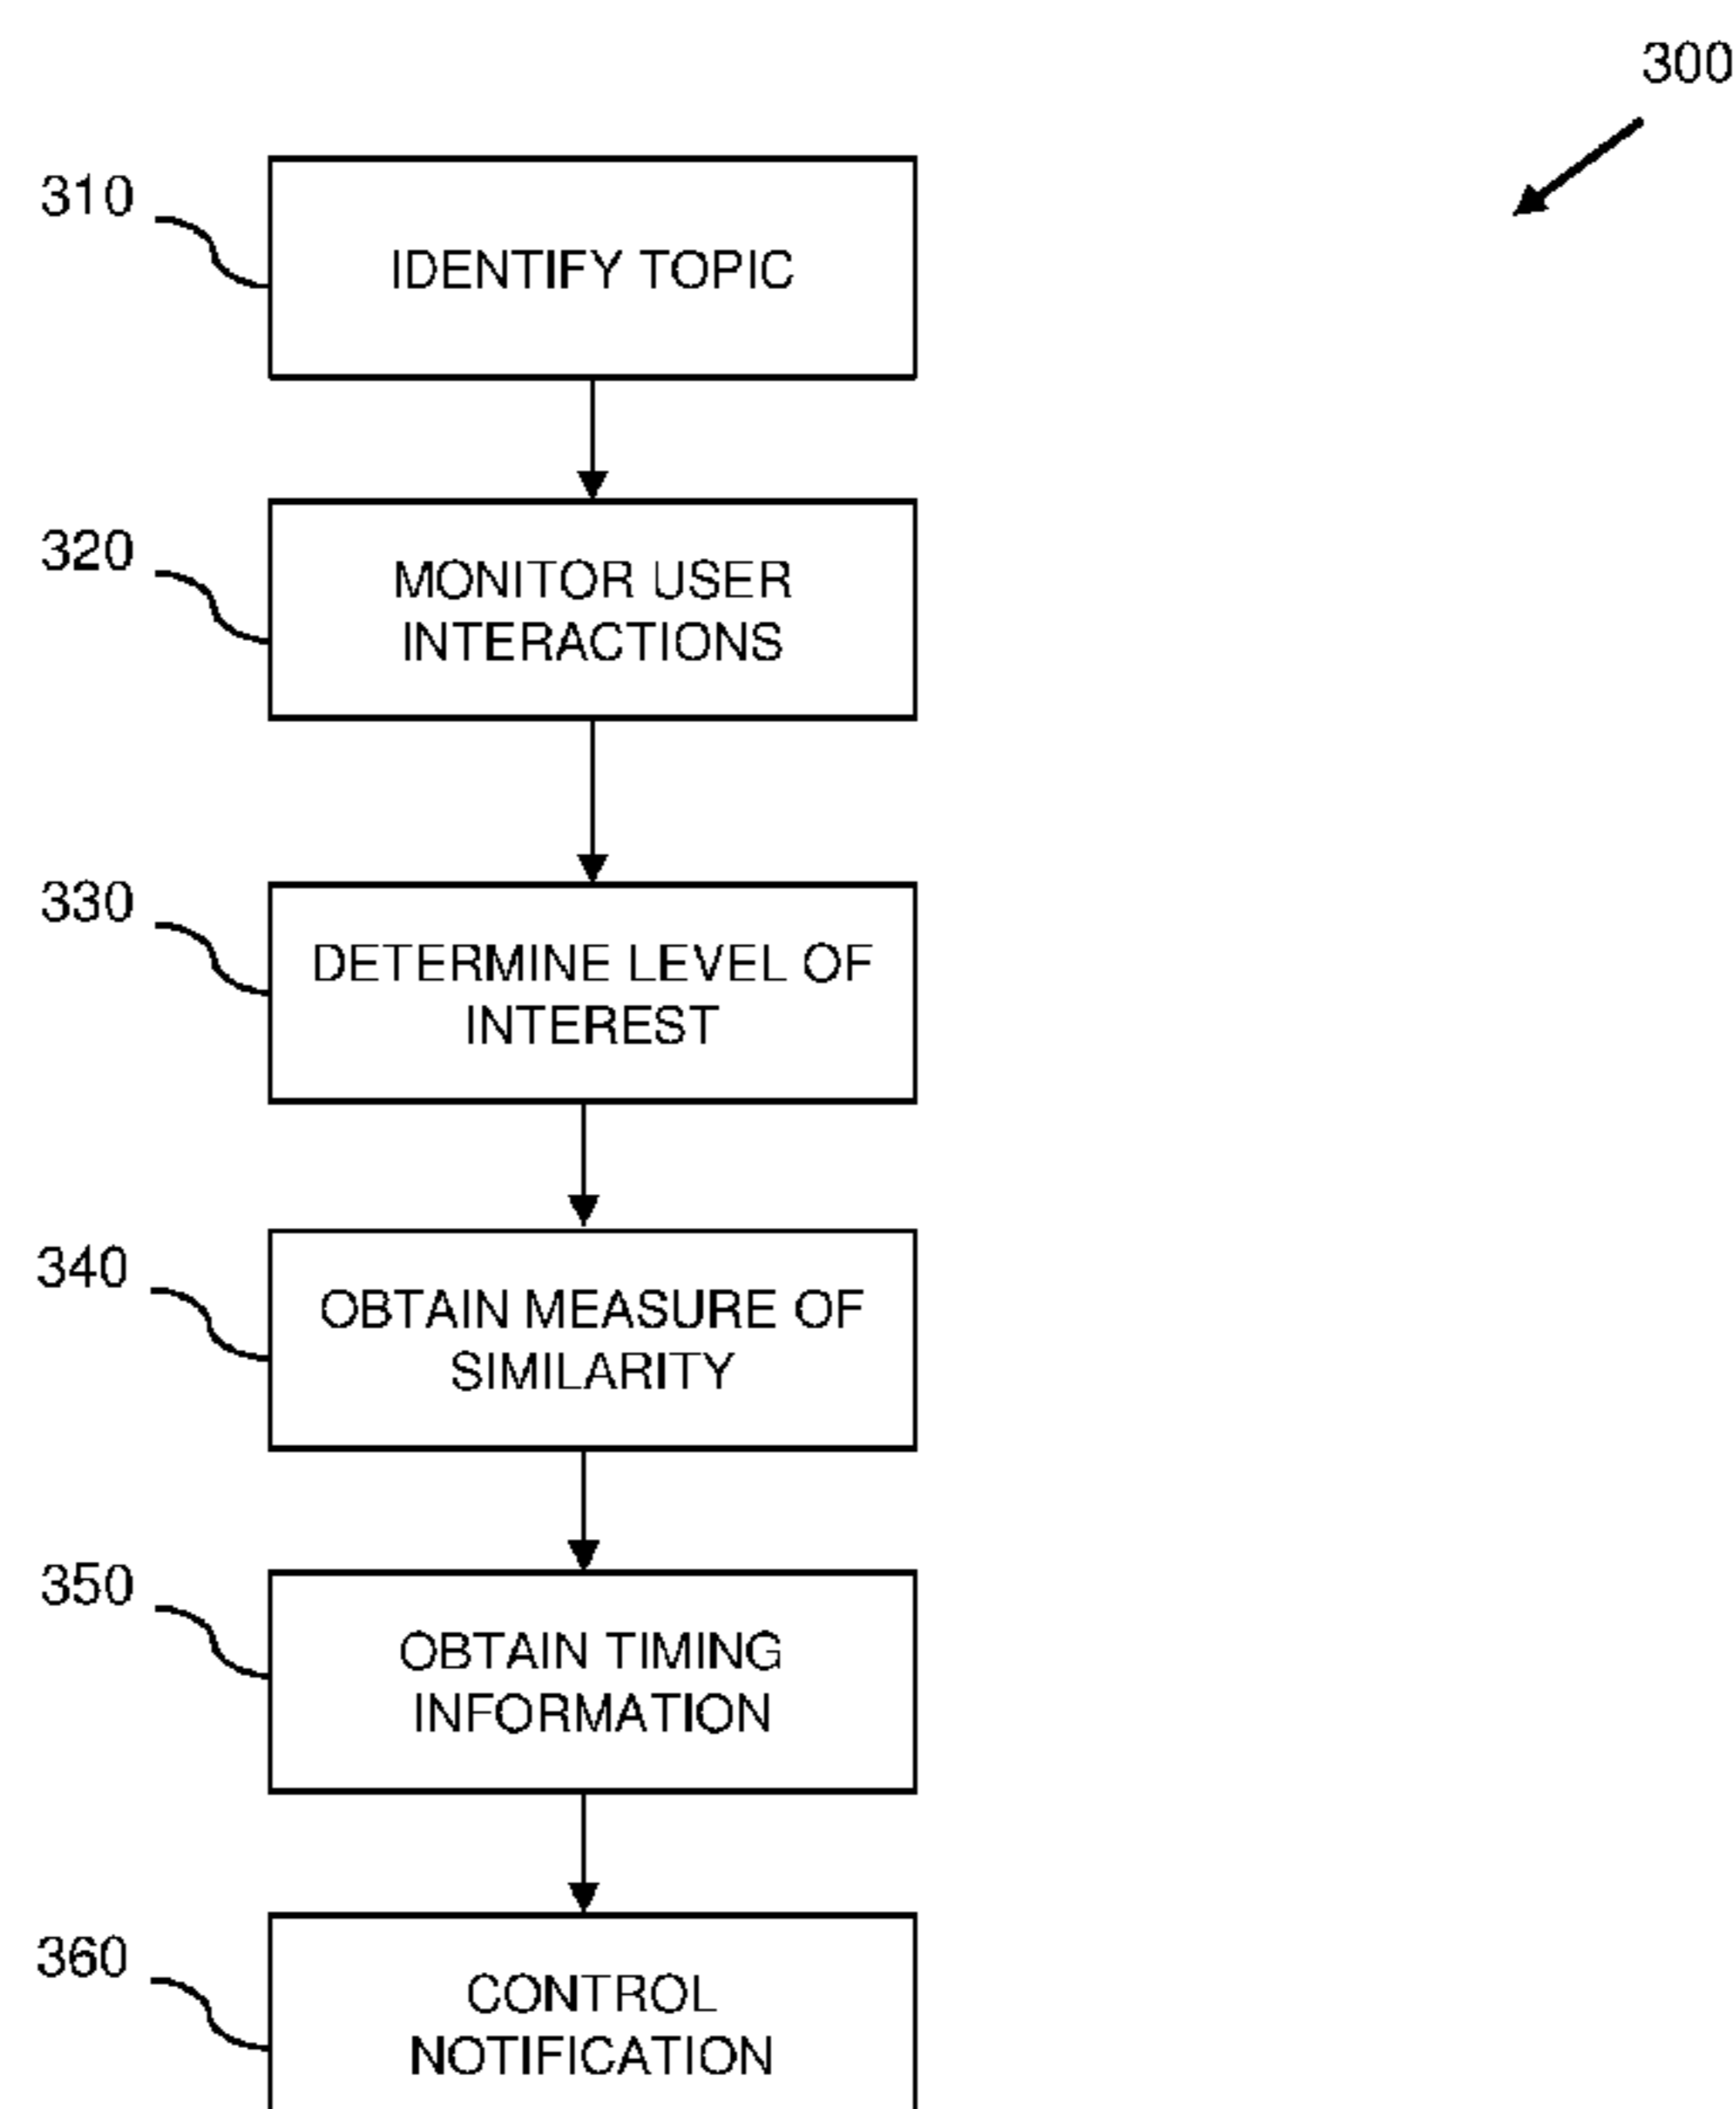 300
310
IDENTIFY TOPIC
320
MONITOR USER
INTERACTIONS
330
DETERMINE LEVEL OF
INTEREST
340
OBTAIN MEASURE OF
SIMILARITY
350
OBTAIN TIMING
INFORMATION
360
CONTROL
NOTIFICATION